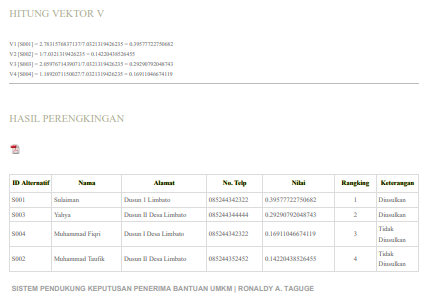 HITUNG VEKTOR V
V1 [S001] = 2.7831576837137/7.0321319426235 = 0.39577722750682
V2 [S002] = 1/7.0321319426235 = 0.14220438526455
V3 [S003] = 2.0597671439071/7.0321319426235 = 0.29290792048743
V4 [S004] = 1.1892071150027/7.0321319426235 = 0.16911046674119
HASIL PERENGKINGAN
ID Alternatif Nama Alamat No. Telp Nilai Rangking Keterangan
S001 Sulaiman Dusun 1 Limbato 085244342322 0.39577722750682 1 Diusulkan
S003 Yahya Dusun II Desa Limbato 085244344444 0.29290792048743 2 Diusulkan
S004 Muhammad Fiqri Dusun I Desa Limbato 085244342322 0.16911046674119 3 Tidak
Diusulkan
S002 Muhammad Taufik Dusun II Desa Limbato 085244352452 0.14220438526455 4 Tidak
Diusulkan
SISTEM PENDUKUNG KEPUTUSAN PENERIMA BANTUAN UMKM | RONALDY A. TAGUGE